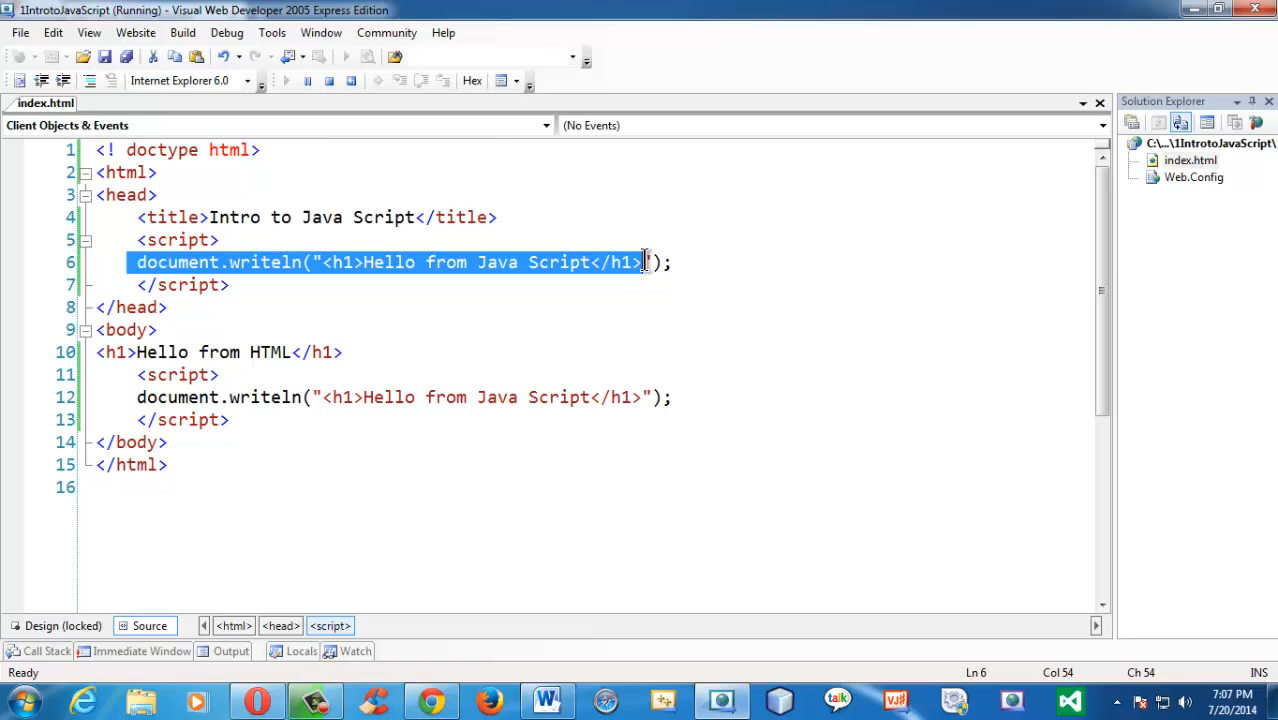 1IntrotoJavaScript (Running) - Visual Web Developer 2005 Express Edition
File Edit View Website Build Debug Tools Window Community Help
Internet Explorer 6.0 Hex
index.html
Client Objects & Events (No Events)
1 <! doctype html>
2 <html>
3 <head>
4 <title>Intro to Java Script</title>
5 <script>
6 document.writeln("<h1>Hello from Java Script</h1>");
7 </script>
8 </head>
9 <body>
10 <h1>Hello from HTML</h1>
11 <script>
12 document.writeln("<h1>Hello from Java Script</h1>");
13 </script>
14 </body>
15 </html>
16
Solution Explorer
C:\...\1IntrotoJavaScript\
index.html
Web.Config
Design (locked) Source <html> <head> <script>
Call Stack Immediate Window Output Locals Watch
Ready Ln 6 Col 54 Ch 54 INS
talk
7:07 PM
7/20/2014